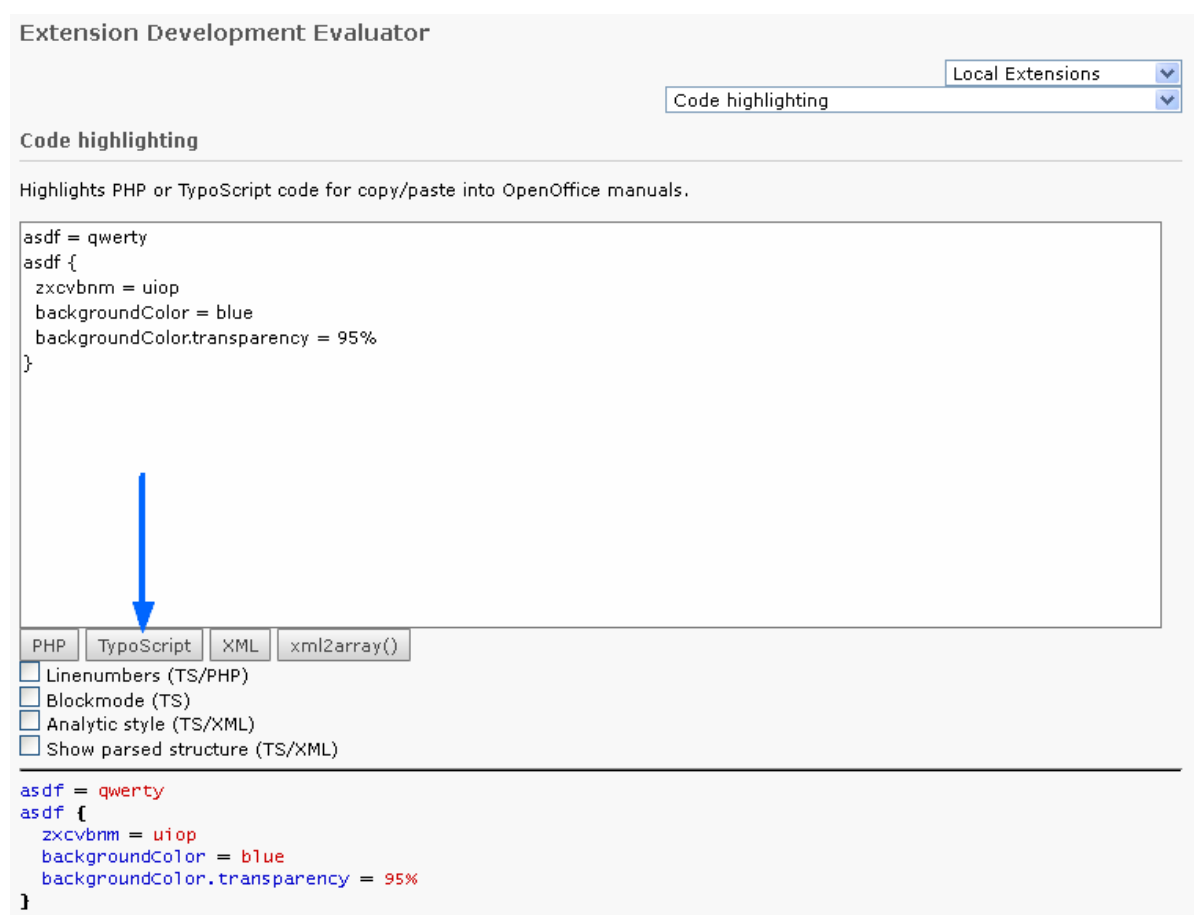 Extension Development Evaluator
Local Extensions
Code highlighting
Code highlighting
Highlights PHP or TypoScript code for copy/paste into OpenOffice manuals.
asdf = qwerty
asdf {
  zxcvbnm = uiop
  backgroundColor = blue
  backgroundColor.transparency = 95%
}
PHP TypoScript XML xml2array()
Linenumbers (TS/PHP)
Blockmode (TS)
Analytic style (TS/XML)
Show parsed structure (TS/XML)
asdf = qwerty
asdf {
  zxcvbnm = uiop
  backgroundColor = blue
  backgroundColor.transparency = 95%
}